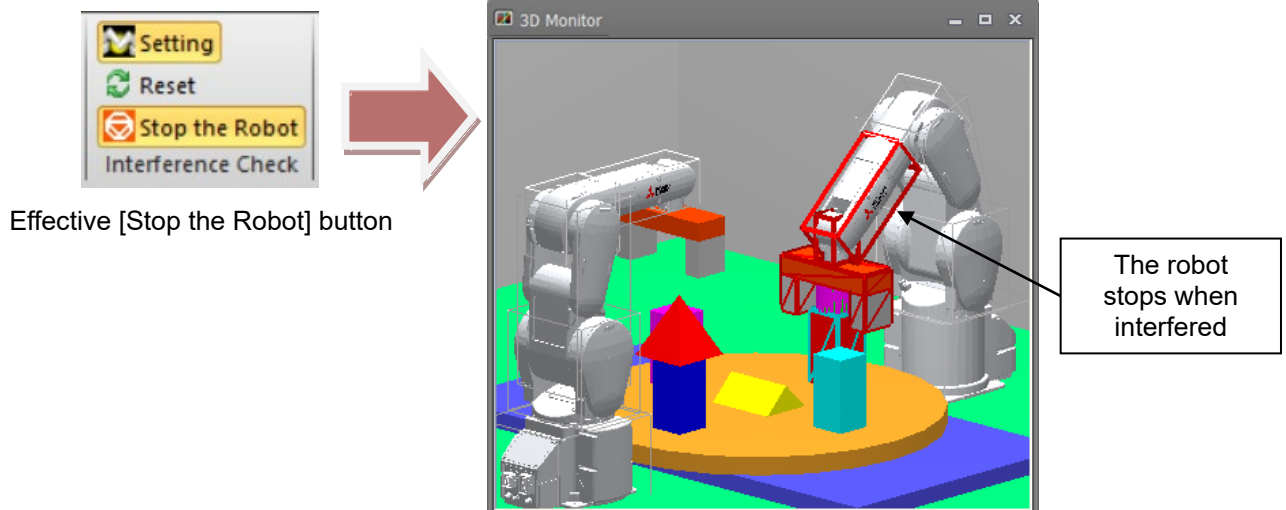 Setting
Reset
Stop the Robot
Interference Check
Effective [Stop the Robot] button
3D Monitor
The robot
stops when
interfered